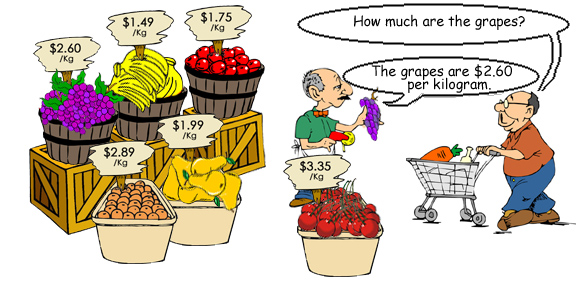 How much are the grapes?
The grapes are $2.60
per kilogram.
$2.60
/Kg
$1.49
/Kg
$1.75
/Kg
$2.89
/Kg
$1.99
/Kg
$3.35
/Kg